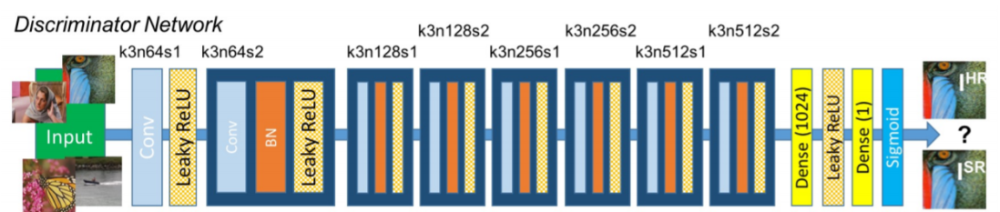 Discriminator Network
k3n64s1
k3n64s2
k3n128s1
k3n128s2
k3n256s1
k3n256s2
k3n512s1
k3n512s2
Input
Conv
Leaky ReLU
Conv
BN
Leaky ReLU
Dense (1024)
Leaky ReLU
Dense (1)
Sigmoid
I^HR
?
I^SR